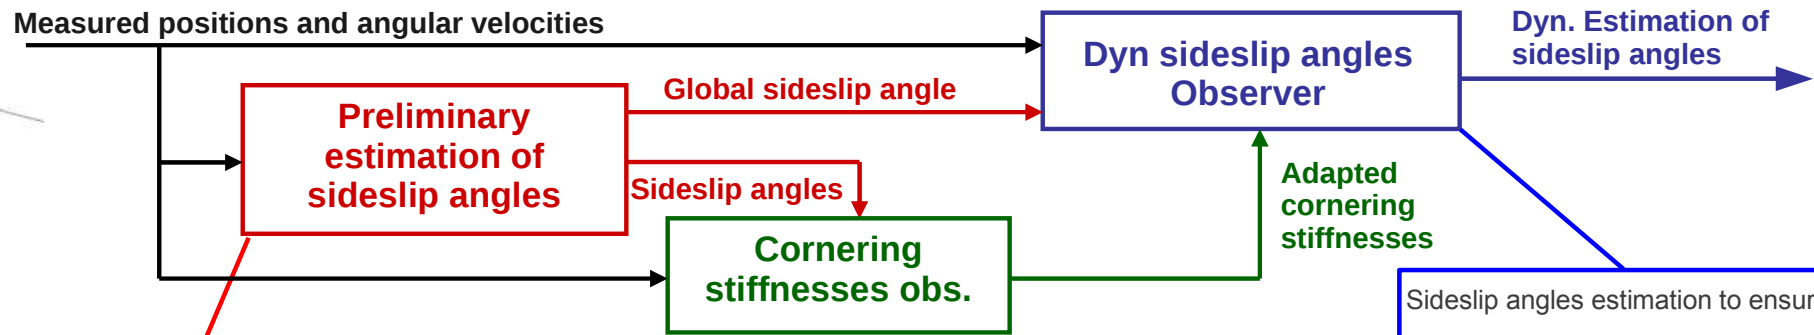 Measured positions and angular velocities
Dyn. Estimation of
sideslip angles
Dyn sideslip angles
Observer
Global sideslip angle
Preliminary
estimation of
sideslip angles
Sideslip angles
Adapted
cornering
stiffnesses
Cornering
stiffnesses obs.
Sideslip angles estimation to